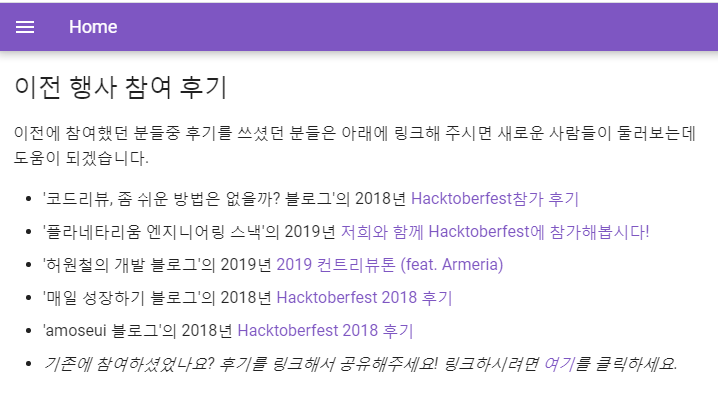 Home
이전 행사 참여 후기
이전에 참여했던 분들중 후기를 쓰셨던 분들은 아래에 링크해 주시면 새로운 사람들이 둘러보는데
도움이 되겠습니다.
'코드리뷰, 좀 쉬운 방법은 없을까? 블로그'의 2018년 Hacktoberfest참가 후기
'플라네타리움 엔지니어링 스낵'의 2019년 저희와 함께 Hacktoberfest에 참가해봅시다!
'허원철의 개발 블로그'의 2019년 2019 컨트리뷰톤 (feat. Armeria)
'매일 성장하기 블로그'의 2018년 Hacktoberfest 2018 후기
'amoseui 블로그'의 2018년 Hacktoberfest 2018 후기
기존에 참여하셨었나요? 후기를 링크해서 공유해주세요! 링크하시려면 여기를 클릭하세요.